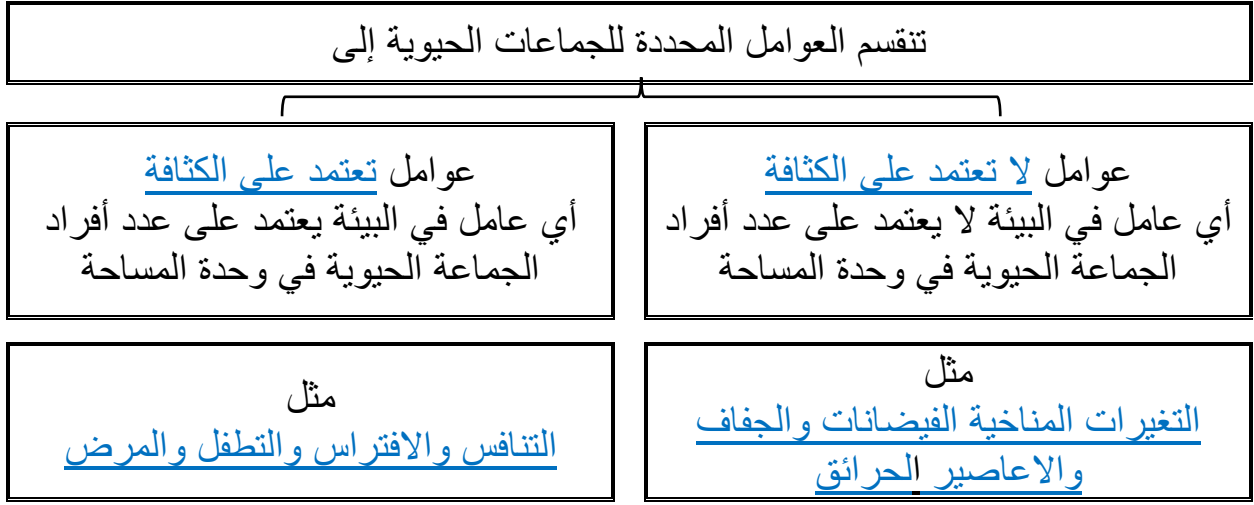 تنقسم العوامل المحددة للجماعات الحيوية إلى
عوامل لا تعتمد على الكثافة
أي عامل في البيئة لا يعتمد على عدد أفراد
الجماعة الحيوية في وحدة المساحة
عوامل تعتمد على الكثافة
أي عامل في البيئة يعتمد على عدد أفراد
الجماعة الحيوية في وحدة المساحة
مثل
التغيرات المناخية الفيضانات والجفاف
والاعاصير الحرائق
مثل
التنافس والافتراس والتطفل والمرض